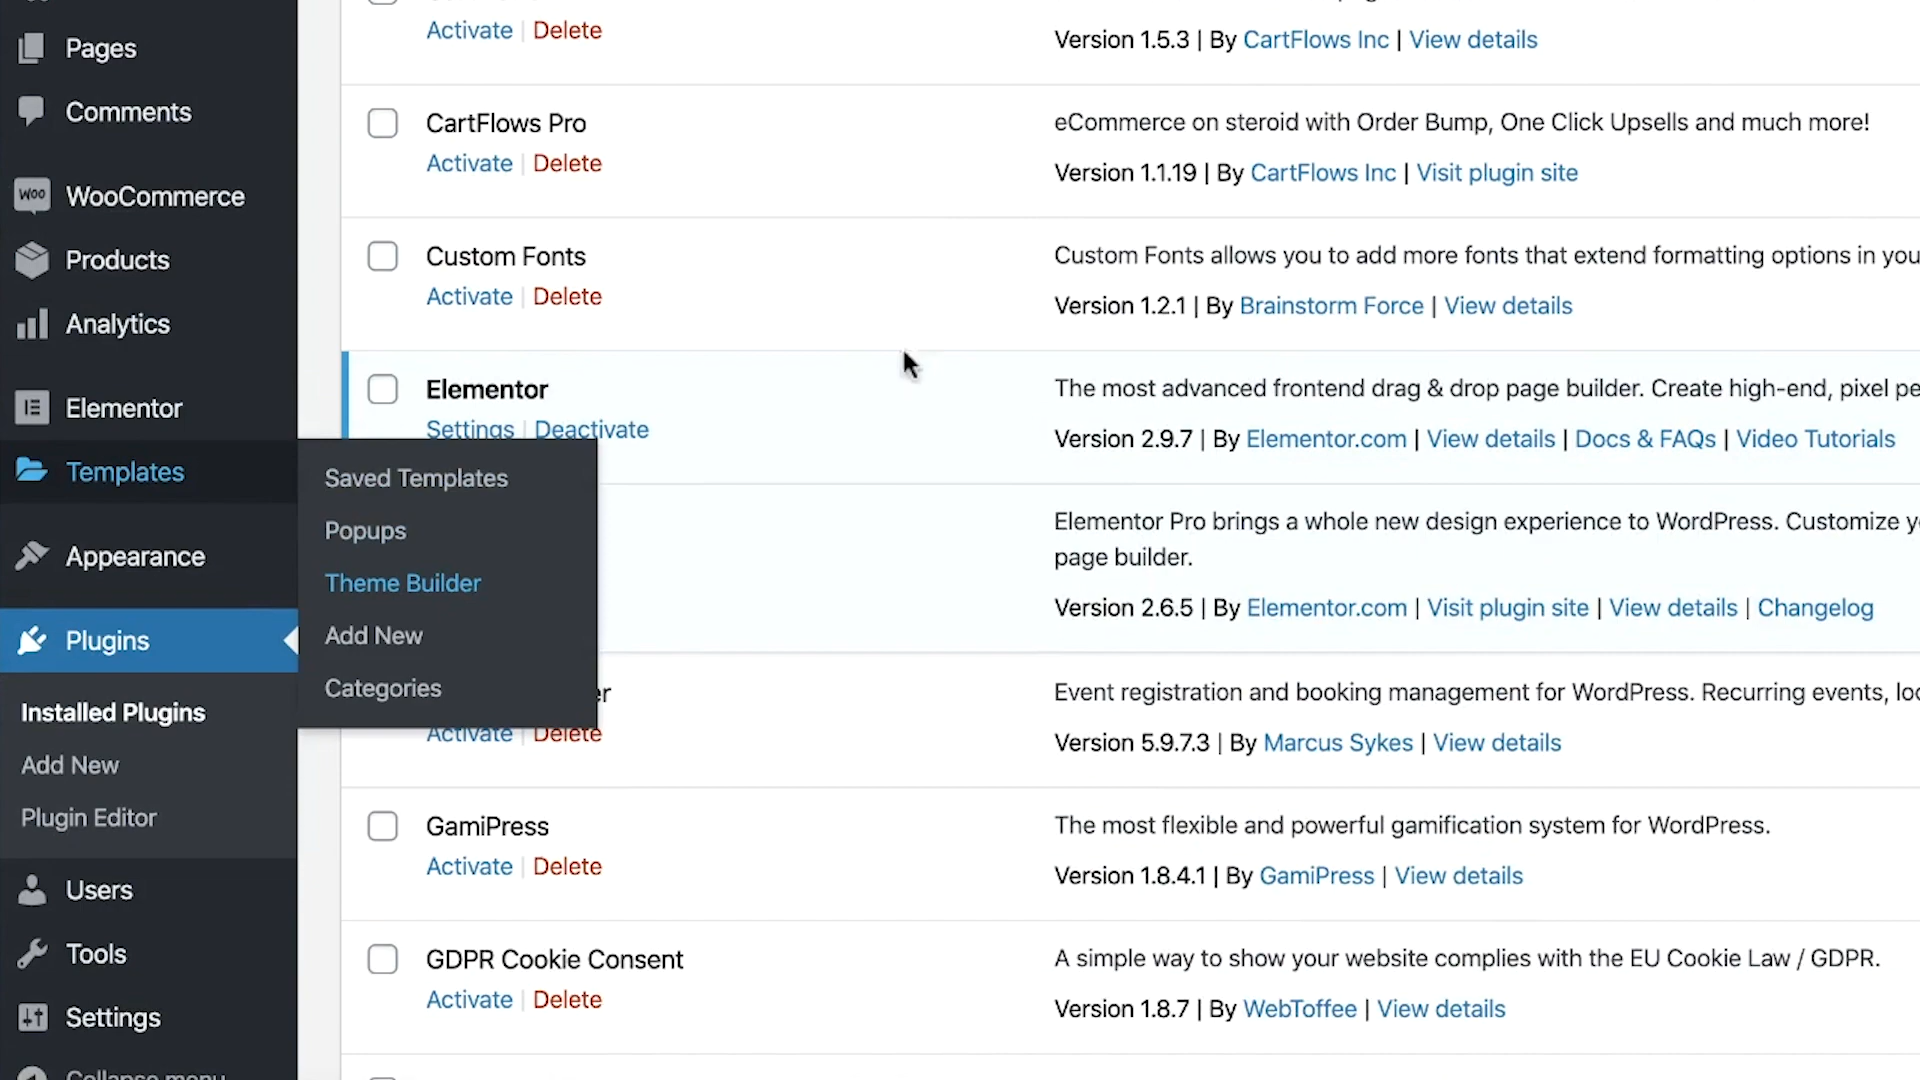 Pages
Comments
WooCommerce
Products
Analytics
Elementor
Templates
Appearance
Plugins
Installed Plugins
Add New
Plugin Editor
Users
Tools
Settings
Collapse menu
Saved Templates
Popups
Theme Builder
Add New
Categories
Activate | Delete
Version 1.5.3 | By CartFlows Inc | View details
CartFlows Pro
Activate | Delete
eCommerce on steroid with Order Bump, One Click Upsells and much more!
Version 1.1.19 | By CartFlows Inc | Visit plugin site
Custom Fonts
Activate | Delete
Custom Fonts allows you to add more fonts that extend formatting options in you
Version 1.2.1 | By Brainstorm Force | View details
Elementor
Settings | Deactivate
The most advanced frontend drag & drop page builder. Create high-end, pixel pe
Version 2.9.7 | By Elementor.com | View details | Docs & FAQs | Video Tutorials
Elementor Pro brings a whole new design experience to WordPress. Customize y
page builder.
Version 2.6.5 | By Elementor.com | Visit plugin site | View details | Changelog
er
Activate | Delete
Event registration and booking management for WordPress. Recurring events, loc
Version 5.9.7.3 | By Marcus Sykes | View details
GamiPress
Activate | Delete
The most flexible and powerful gamification system for WordPress.
Version 1.8.4.1 | By GamiPress | View details
GDPR Cookie Consent
Activate | Delete
A simple way to show your website complies with the EU Cookie Law / GDPR.
Version 1.8.7 | By WebToffee | View details